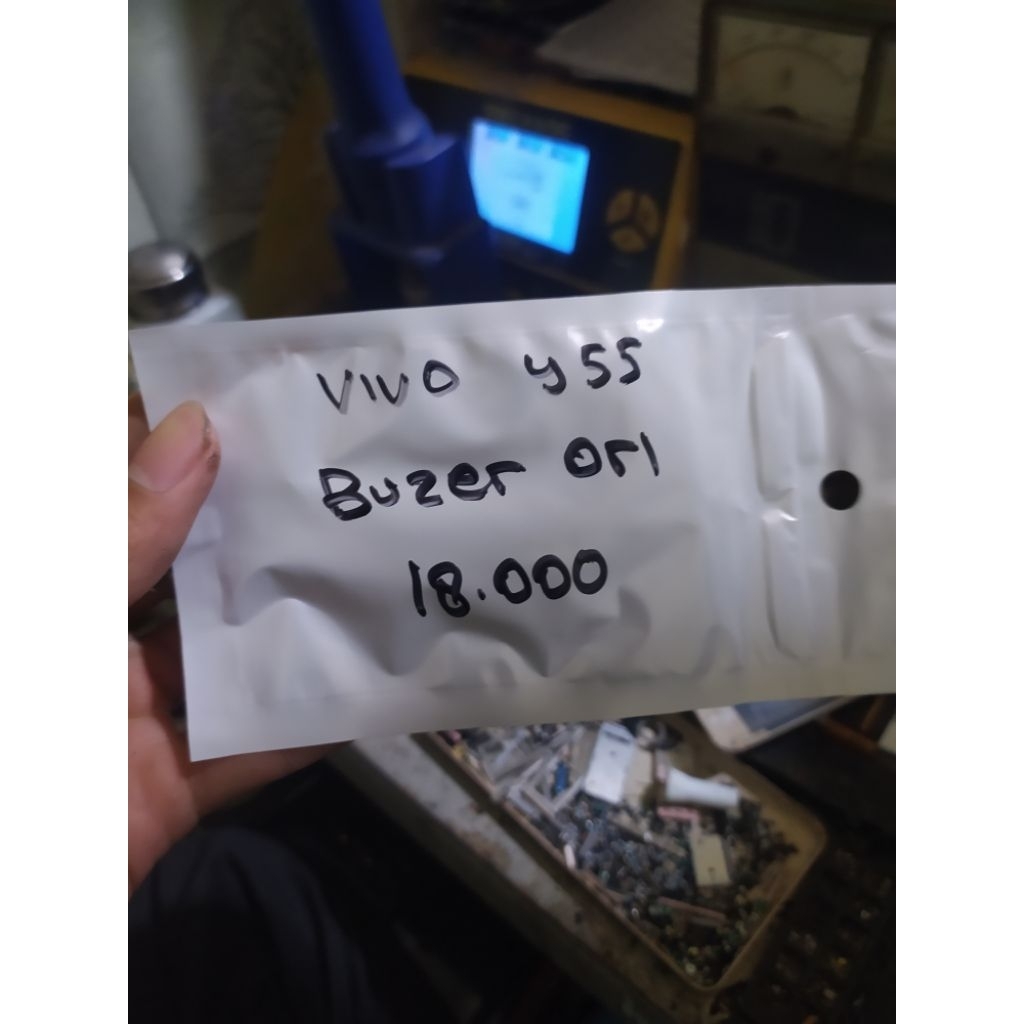 VIVO y55
Buzer Ori
18.000